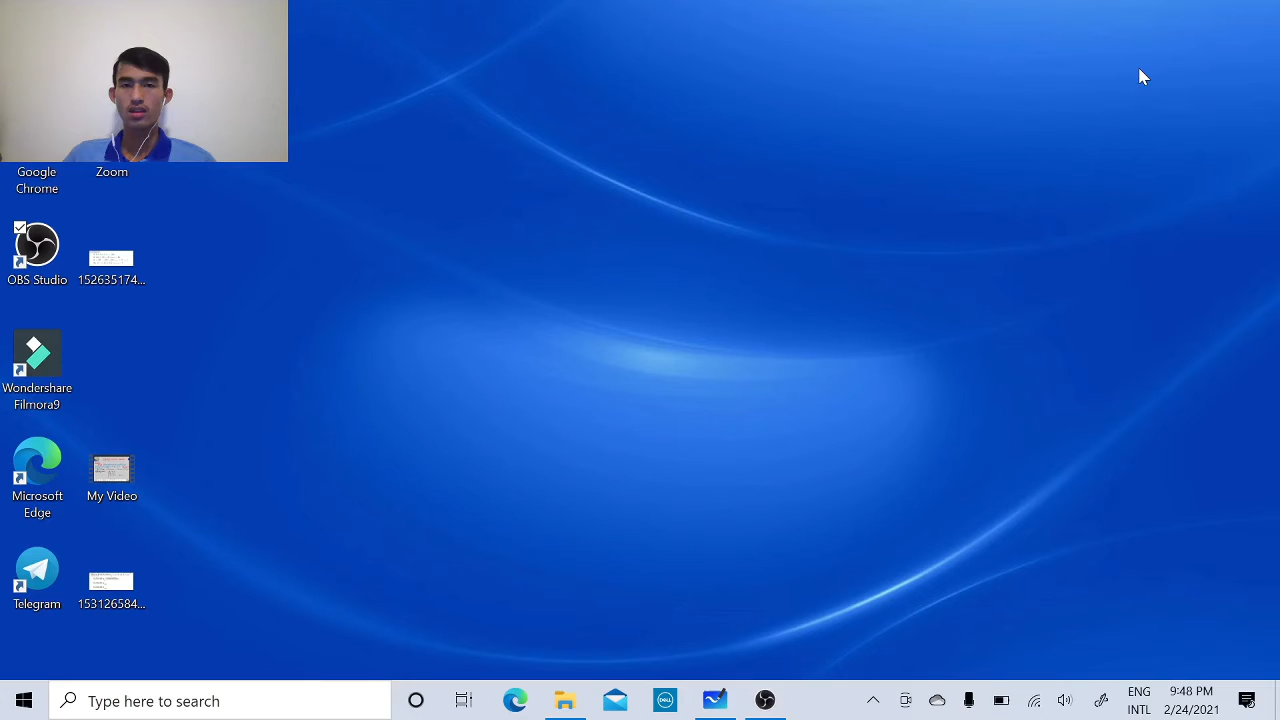 Google
Chrome
Zoom
OBS Studio
152635174...
Wondershare
Filmora9
Microsoft
Edge
My Video
Telegram
153126584...
Type here to search
DELL
ENG
INTL
9:48 PM
2/24/2021